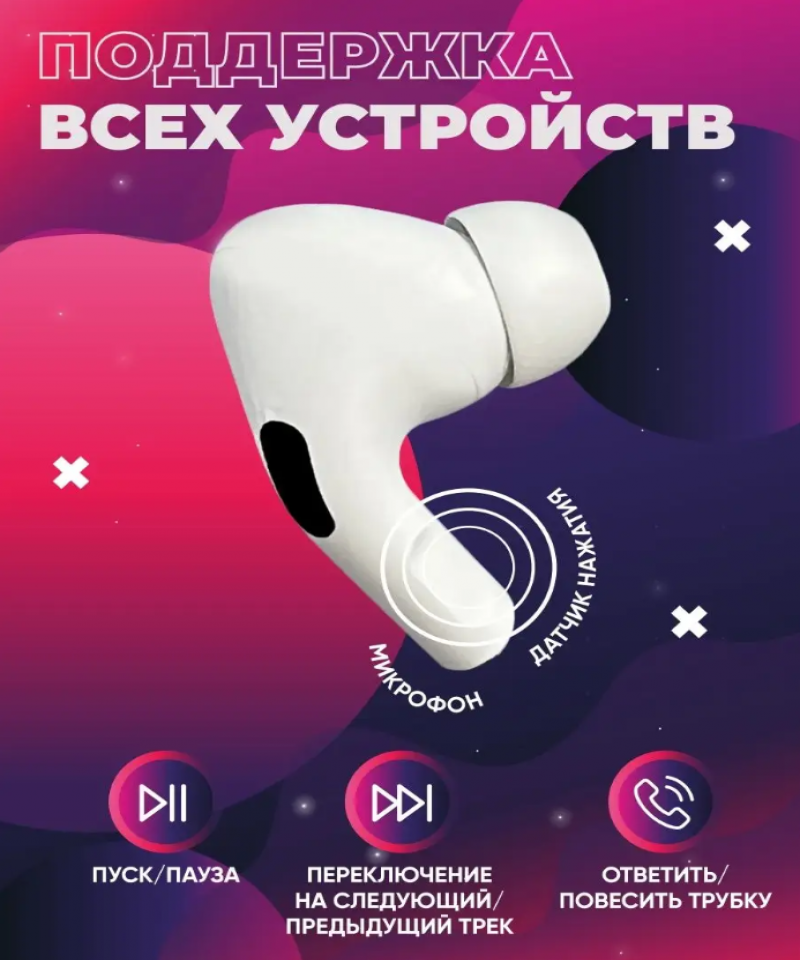 ПОДДЕРЖКА
ВСЕХ УСТРОЙСТВ
ДАТЧИК НАЖАТИЯ
МИКРОФОН
ПУСК/ПАУЗА
ПЕРЕКЛЮЧЕНИЕ
НА СЛЕДУЮЩИЙ/
ПРЕДЫДУЩИЙ ТРЕК
ОТВЕТИТЬ/
ПОВЕСИТЬ ТРУБКУ